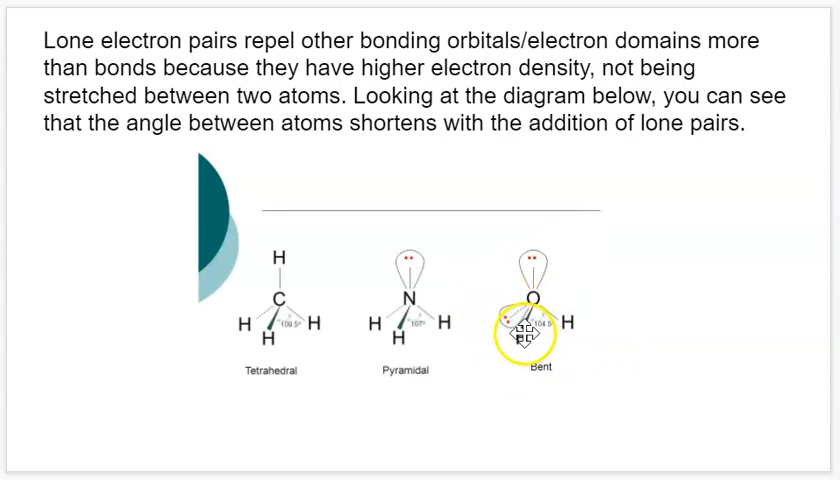 Lone electron pairs repel other bonding orbitals/electron domains more
than bonds because they have higher electron density, not being
stretched between two atoms. Looking at the diagram below, you can see
that the angle between atoms shortens with the addition of lone pairs.
H
C N O
H 109.5° H H 107° H 104.5 H
H H
Tetrahedral Pyramidal Bent